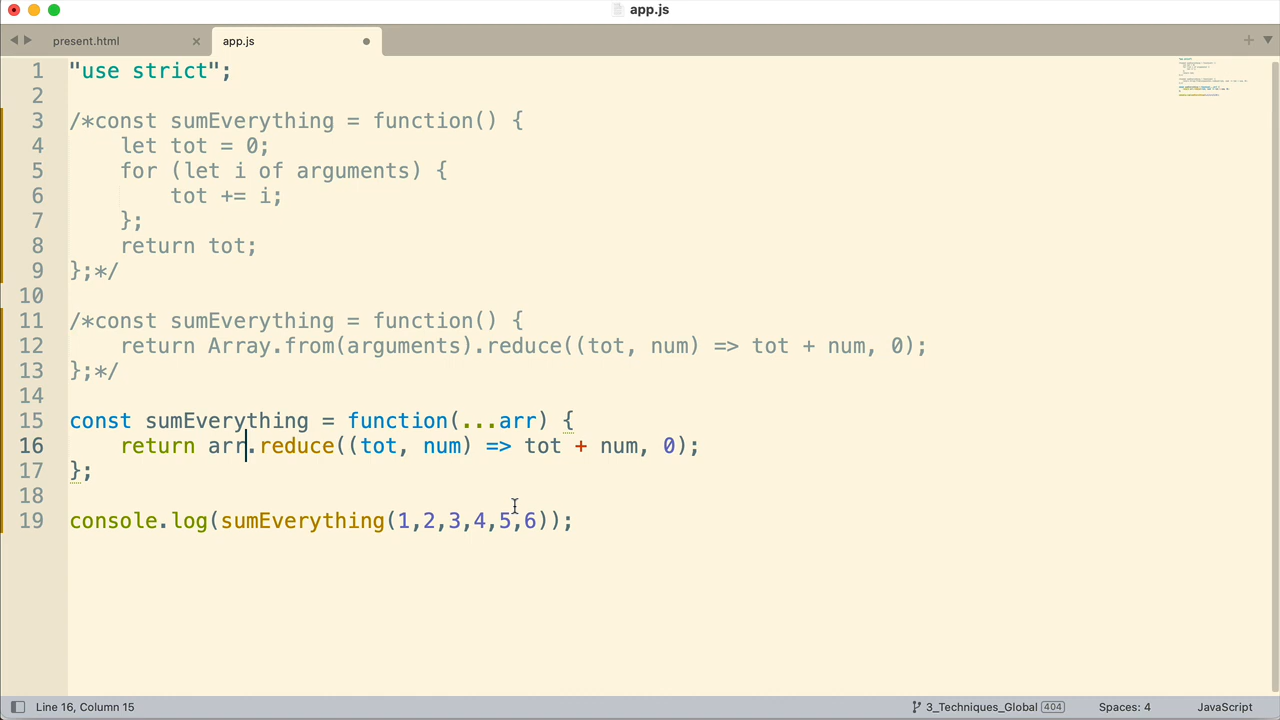 app.js
present.html
app.js
1 "use strict";
2
3 /*const sumEverything = function() {
4     let tot = 0;
5     for (let i of arguments) {
6         tot += i;
7     };
8     return tot;
9 };*/
10
11 /*const sumEverything = function() {
12     return Array.from(arguments).reduce((tot, num) => tot + num, 0);
13 };*/
14
15 const sumEverything = function(...arr) {
16     return arr.reduce((tot, num) => tot + num, 0);
17 };
18
19 console.log(sumEverything(1,2,3,4,5,6));
Line 16, Column 15 3_Techniques_Global 404 Spaces: 4 JavaScript